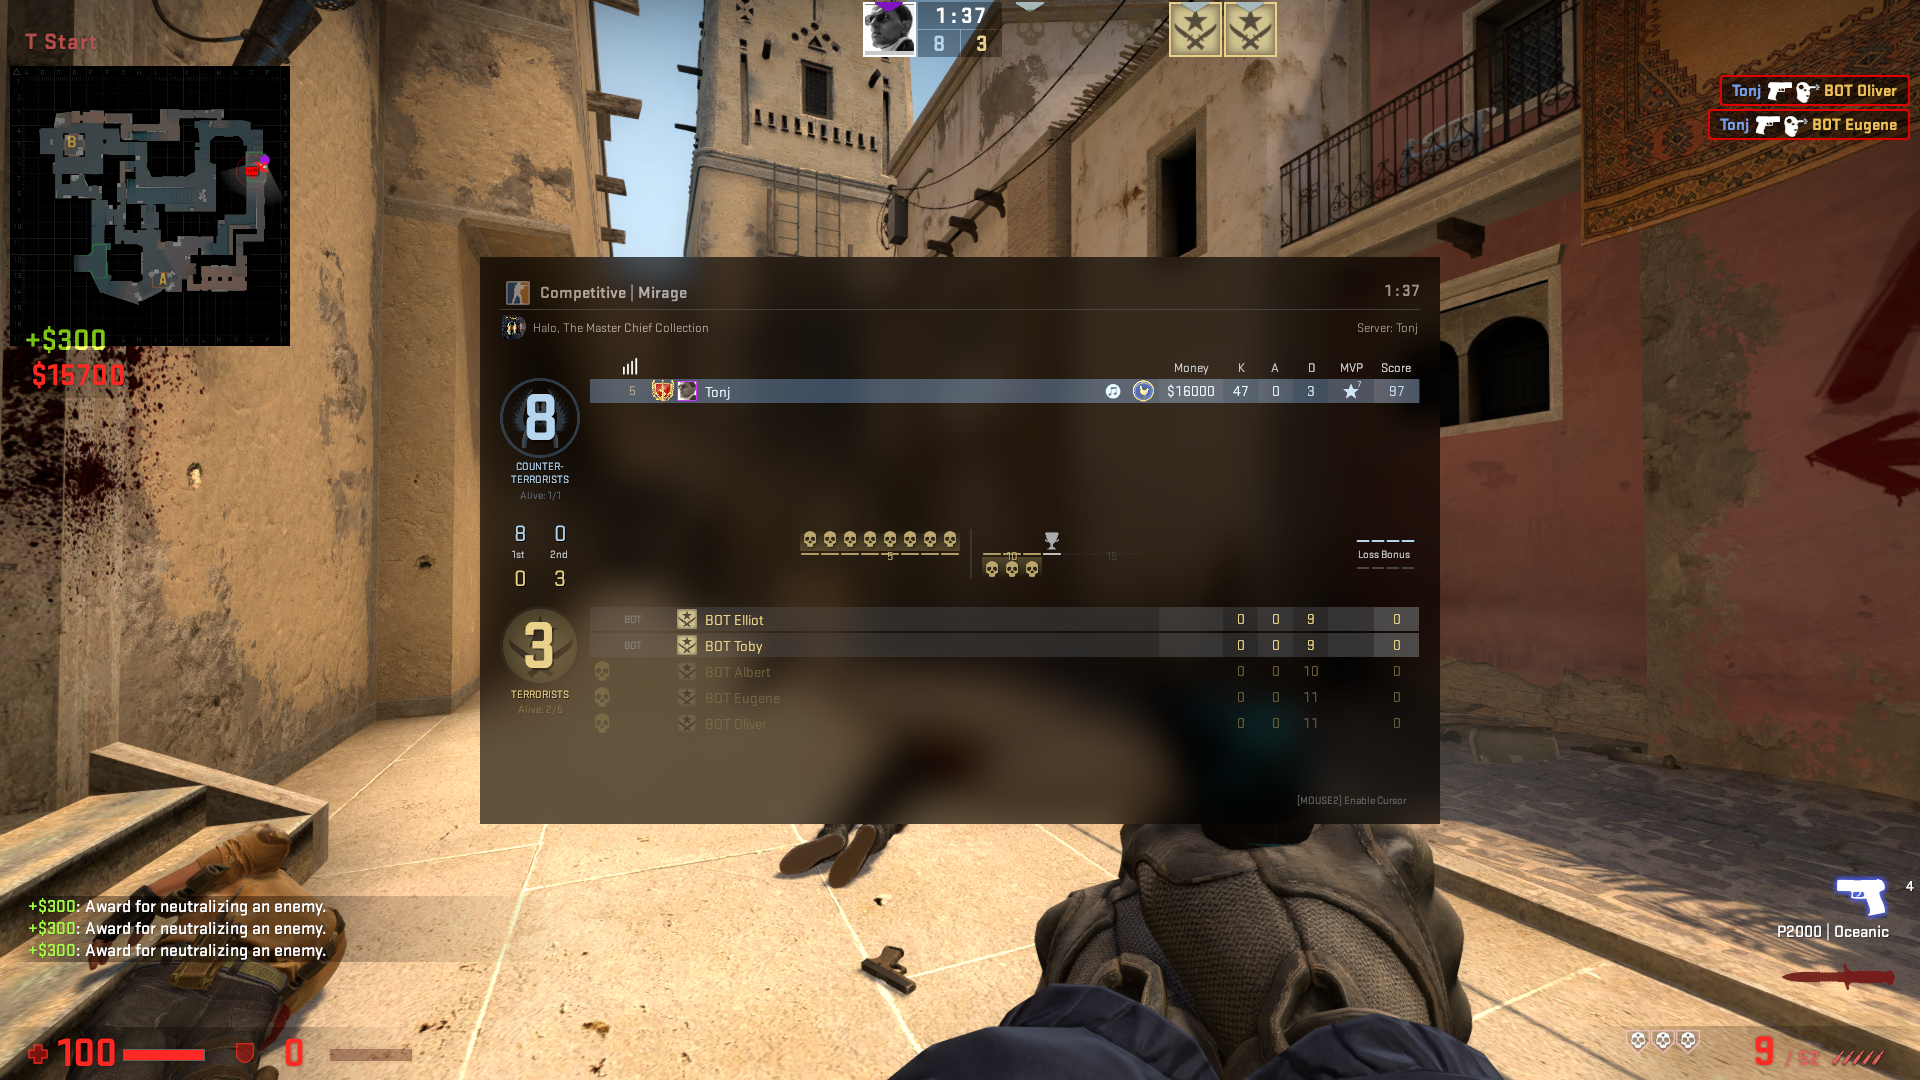 T Start
1:37
8 3
B
A
Tonj BOT Oliver
Tonj BOT Eugene
+$300
$15700
Competitive | Mirage 1:37
Halo, The Master Chief Collection Server: Tonj
Money K A D MVP Score
5 Tonj $16000 47 0 3 7 97
8
COUNTER-
TERRORISTS
Alive: 1/1
8 0
1st 2nd
0 3
5 10 15
Loss Bonus
3
TERRORISTS
Alive: 2/5
BOT BOT Elliot 0 0 9 0
BOT BOT Toby 0 0 9 0
BOT Albert 0 0 10 0
BOT Eugene 0 0 11 0
BOT Oliver 0 0 11 0
[MOUSE2] Enable Cursor
+$300: Award for neutralizing an enemy.
+$300: Award for neutralizing an enemy.
+$300: Award for neutralizing an enemy.
4
P2000 | Oceanic
100 0
9 / 52